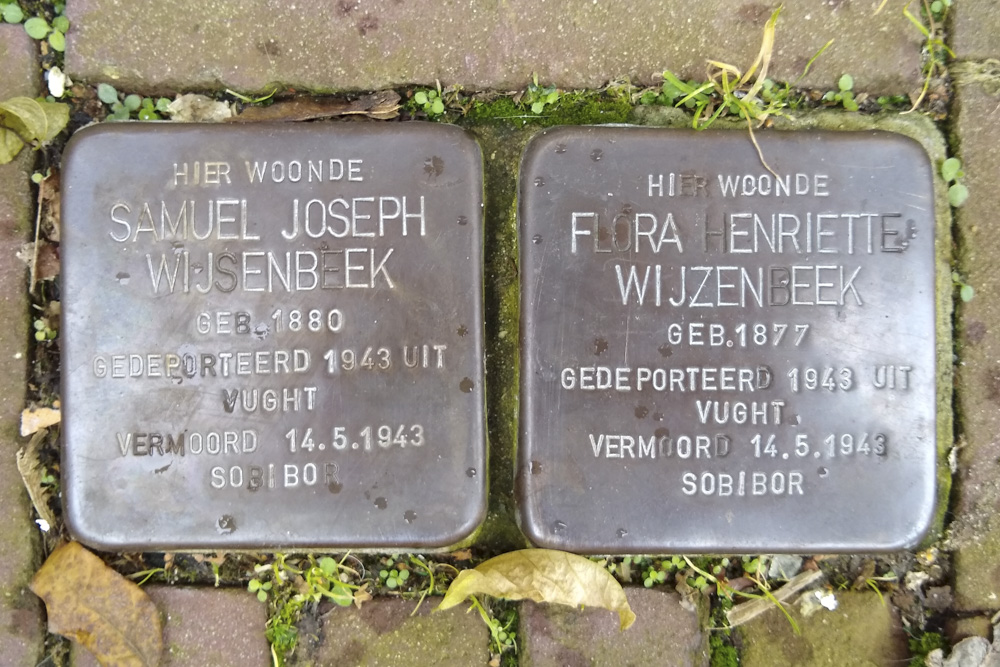 HIER WOONDE
SAMUEL JOSEPH
WIJSENBEEK
GEB. 1880
GEDEPORTEERD 1943 UIT
VUGHT
VERMOORD 14.5.1943
SOBIBOR
HIER WOONDE
FLORA HENRIETTE
WIJZENBEEK
GEB. 1877
GEDEPORTEERD 1943 UIT
VUGHT
VERMOORD 14.5.1943
SOBIBOR